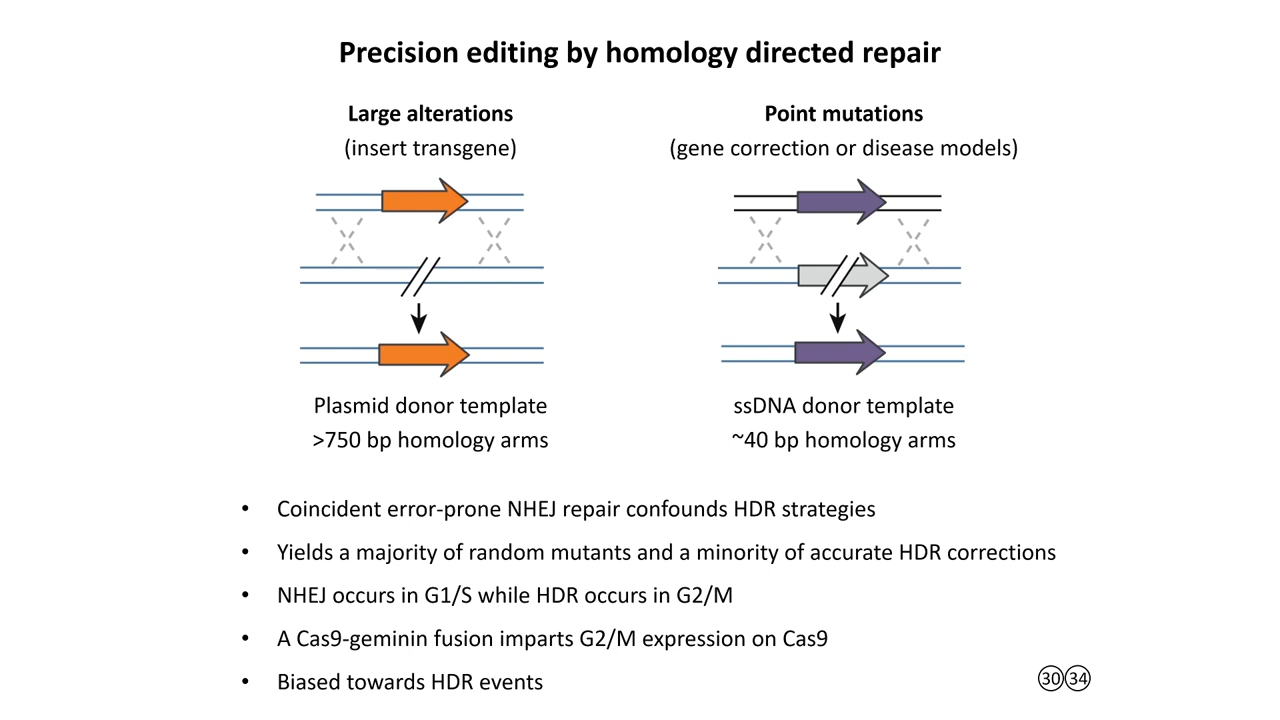 Precision editing by homology directed repair
Large alterations
(insert transgene)
Point mutations
(gene correction or disease models)
Plasmid donor template
>750 bp homology arms
ssDNA donor template
~40 bp homology arms
• Coincident error-prone NHEJ repair confounds HDR strategies
• Yields a majority of random mutants and a minority of accurate HDR corrections
• NHEJ occurs in G1/S while HDR occurs in G2/M
• A Cas9-geminin fusion imparts G2/M expression on Cas9
• Biased towards HDR events
30 34